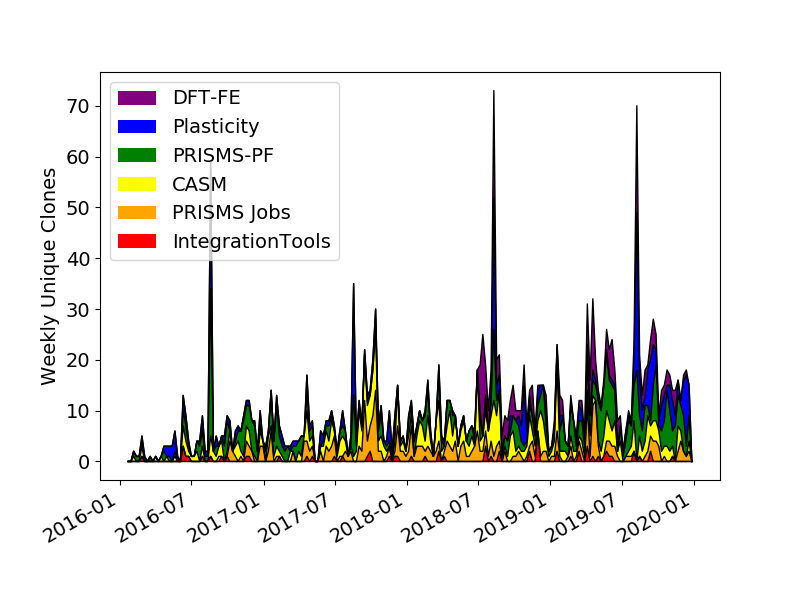 DFT-FE
Plasticity
PRISMS-PF
CASM
PRISMS Jobs
IntegrationTools
Weekly Unique Clones
70
60
50
40
30
20
10
0
2016-01
2016-07
2017-01
2017-07
2018-01
2018-07
2019-01
2019-07
2020-01